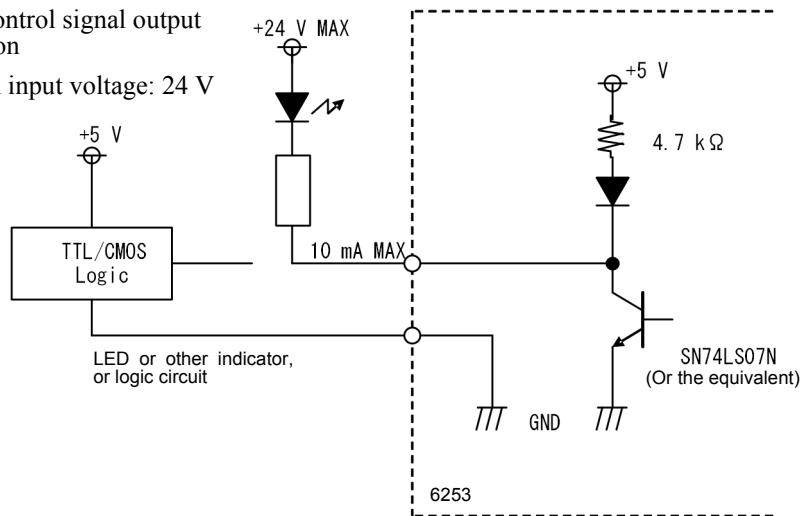 ontrol signal output
on
input voltage: 24 V
+24 V MAX
+5 V
+5 V
4.7 kΩ
TTL/CMOS
Logic
10 mA MAX
LED or other indicator,
or logic circuit
SN74LS07N
(Or the equivalent)
GND
6253